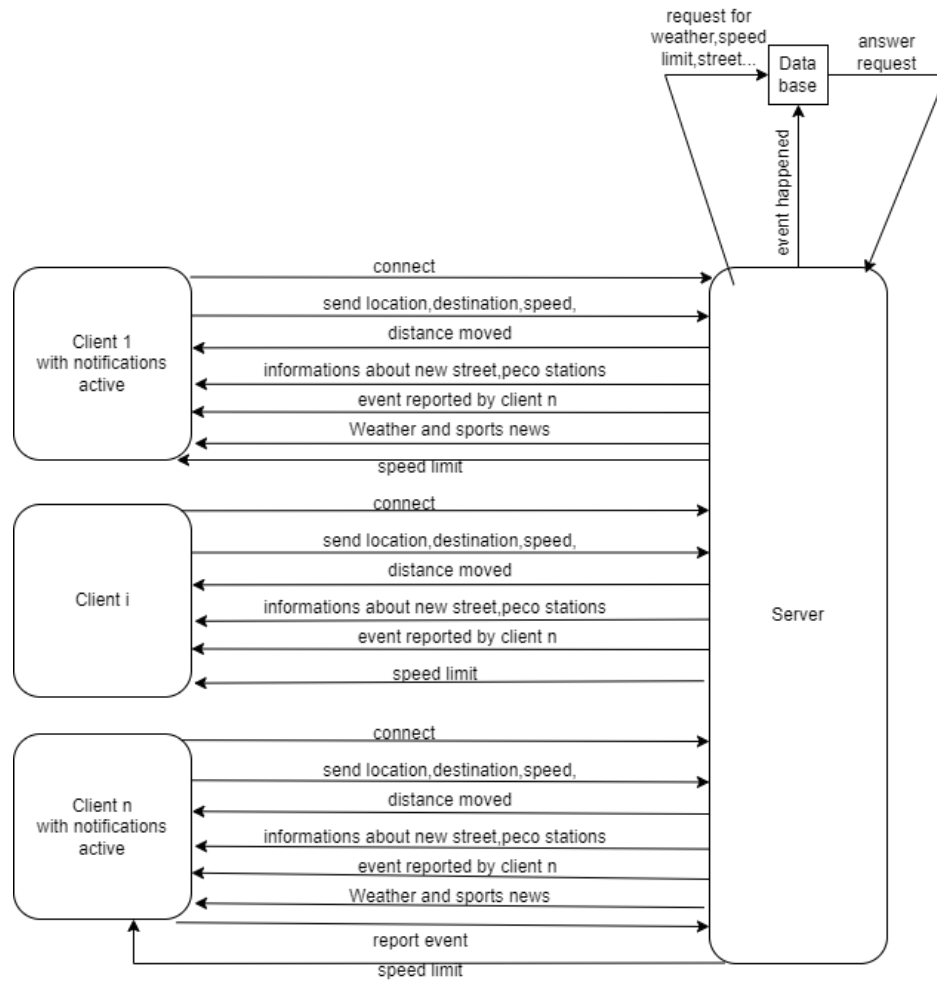 request for
weather,speed
limit,street...
Data
base
answer
request
event happened
Client 1
with notifications
active
connect
send location,destination,speed,
distance moved
informations about new street,peco stations
event reported by client n
Weather and sports news
speed limit
Client i
connect
send location,destination,speed,
distance moved
informations about new street,peco stations
event reported by client n
speed limit
Server
Client n
with notifications
active
connect
send location,destination,speed,
distance moved
informations about new street,peco stations
event reported by client n
Weather and sports news
report event
speed limit